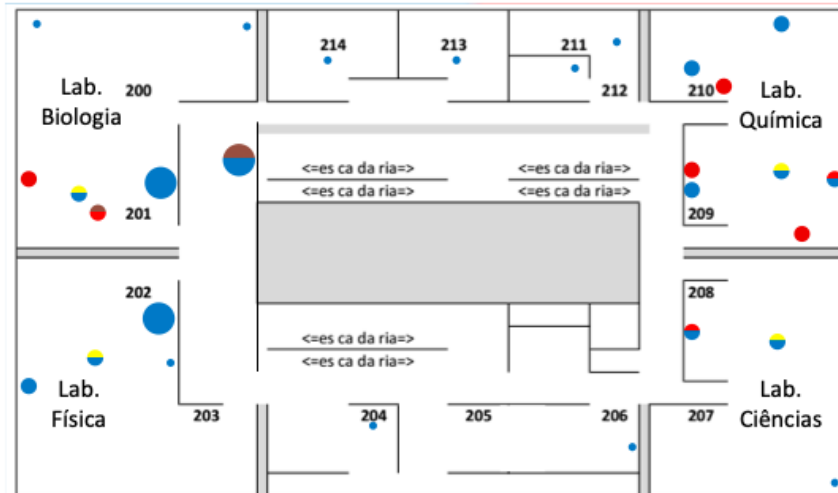 214
213
211
Lab.
Biologia
200
212
210
Lab.
Química
<=es ca da ria=>
<=es ca da ria=>
<=es ca da ria=>
<=es ca da ria=>
201
209
202
208
<=es ca da ria=>
<=es ca da ria=>
Lab.
Física
203
204
205
206
207
Lab.
Ciências